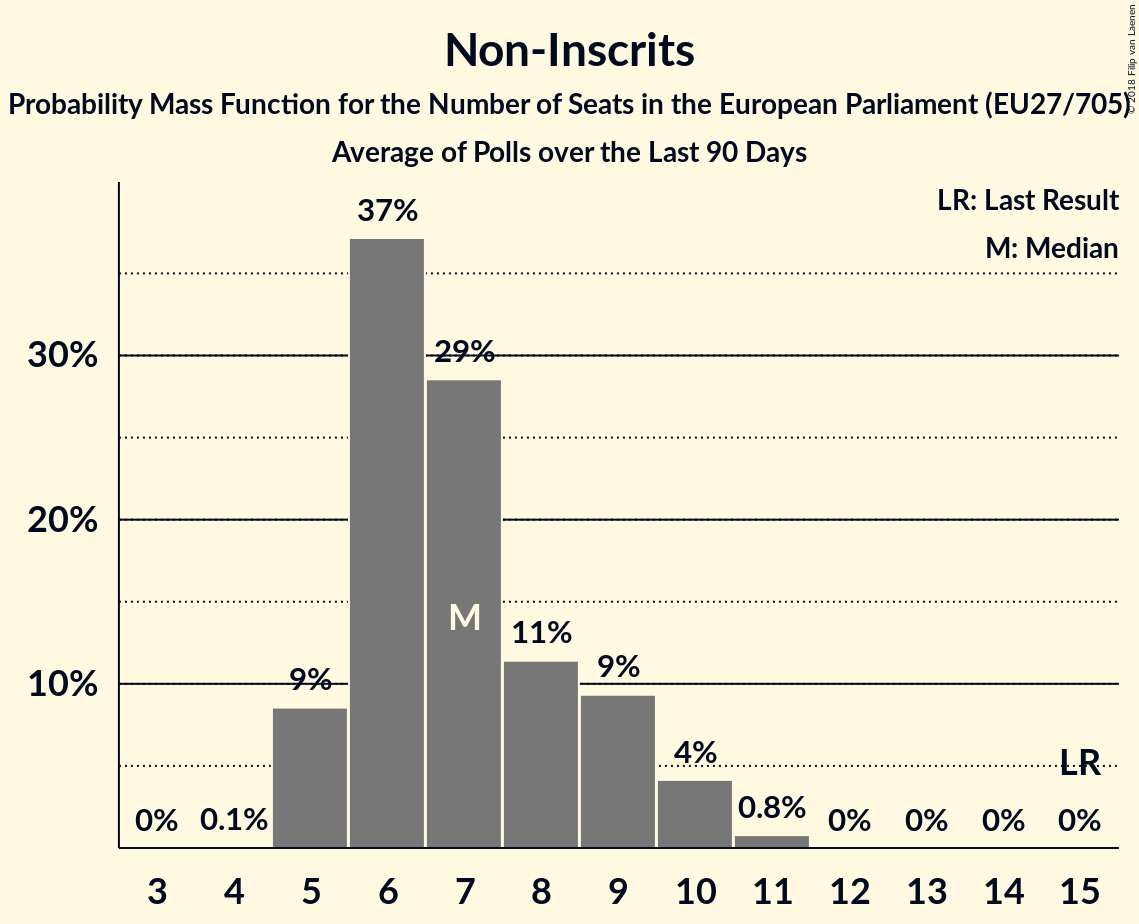 Non-Inscrits
Probability Mass Function for the Number of Seats in the European Parliament (EU27/705)
Average of Polls over the Last 90 Days
© 2018 Filip van Laenen
LR: Last Result
M: Median
37%
30%
29%
20%
M
11%
9%
9%
10%
4%
LR
0%
0.1%
0.8%
0%
0%
0%
0%
3 4 5 6 7 8 9 10 11 12 13 14 15